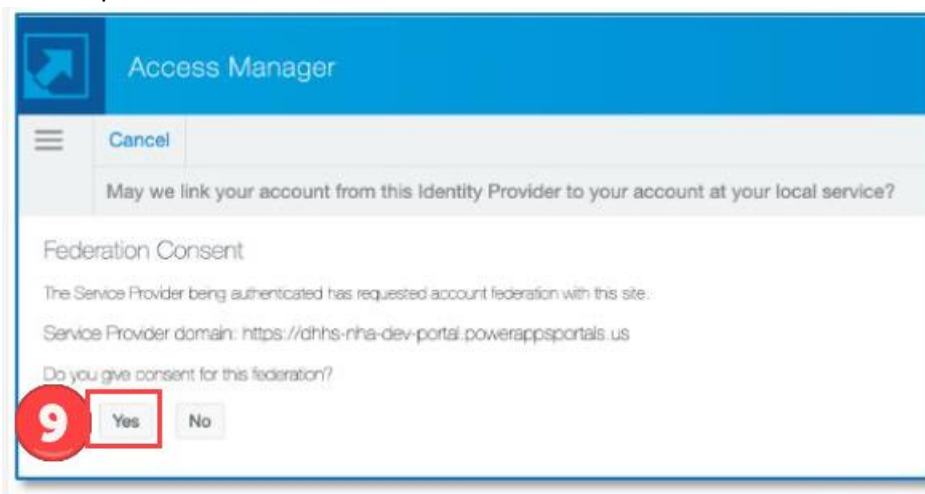 Access Manager
Cancel
May we link your account from this Identity Provider to your account at your local service?
Federation Consent
The Service Provider being authenticated has requested account federation with this site.
Service Provider domain: https://dhhs-nha-dev-portal.powerappsportals.us
Do you give consent for this federation?
9 Yes No